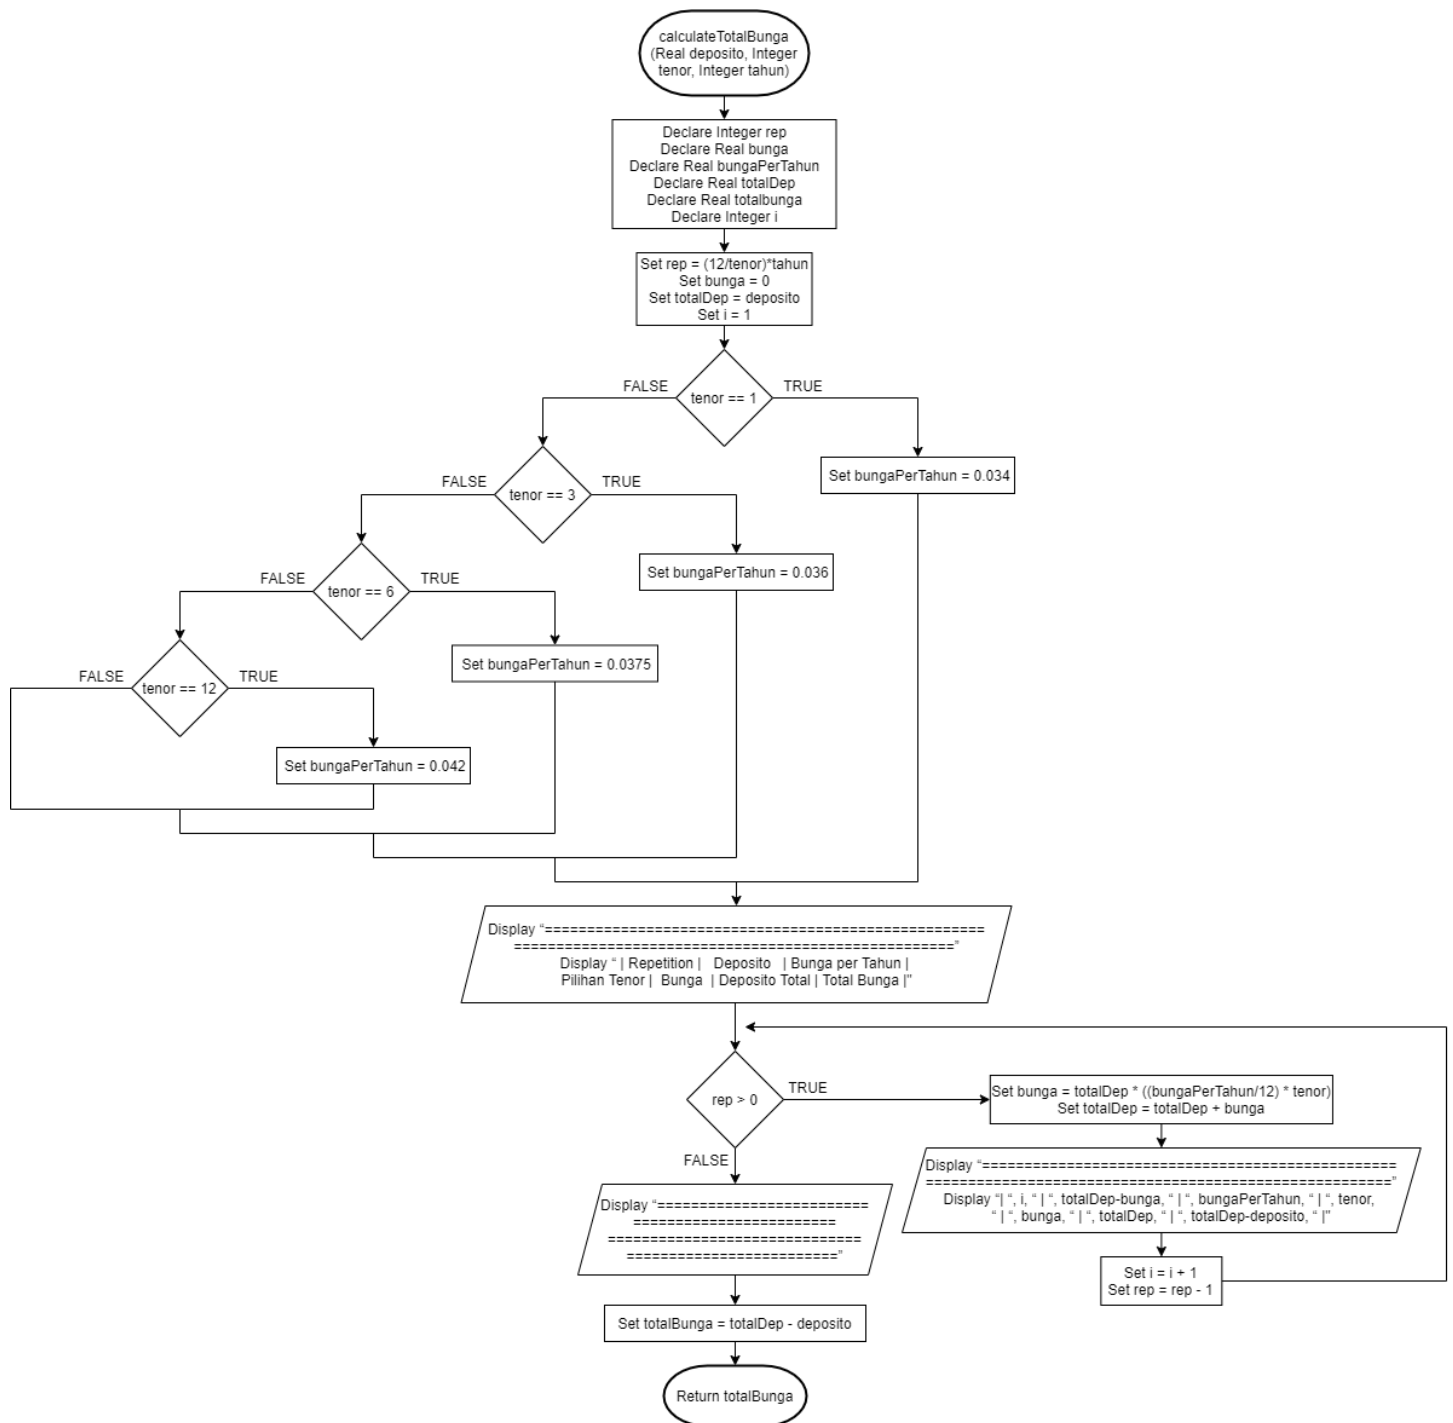 calculateTotalBunga
(Real deposito, Integer
tenor, Integer tahun)
Declare Integer rep
Declare Real bunga
Declare Real bungaPerTahun
Declare Real totalDep
Declare Real totalbunga
Declare Integer i
Set rep = (12/tenor)*tahun
Set bunga = 0
Set totalDep = deposito
Set i = 1
FALSE
TRUE
tenor == 1
FALSE
TRUE
tenor == 3
Set bungaPerTahun = 0.034
FALSE
TRUE
tenor == 6
Set bungaPerTahun = 0.036
FALSE
TRUE
tenor == 12
Set bungaPerTahun = 0.0375
Set bungaPerTahun = 0.042
Display “====================================================
====================================================”
Display “ | Repetition |   Deposito   | Bunga per Tahun |
Pilihan Tenor |  Bunga  | Deposito Total | Total Bunga |”
rep > 0
TRUE
FALSE
Set bunga = totalDep * ((bungaPerTahun/12) * tenor)
Set totalDep = totalDep + bunga
Display “=================================================
=======================================================”
Display “| “, i, “ | “, totalDep-bunga, “ | “, bungaPerTahun, “ | “, tenor,
“ | “, bunga, “ | “, totalDep, “ | “, totalDep-deposito, “ |”
Set i = i + 1
Set rep = rep - 1
Display “=========================
========================
==============================
=========================”
Set totalBunga = totalDep - deposito
Return totalBunga